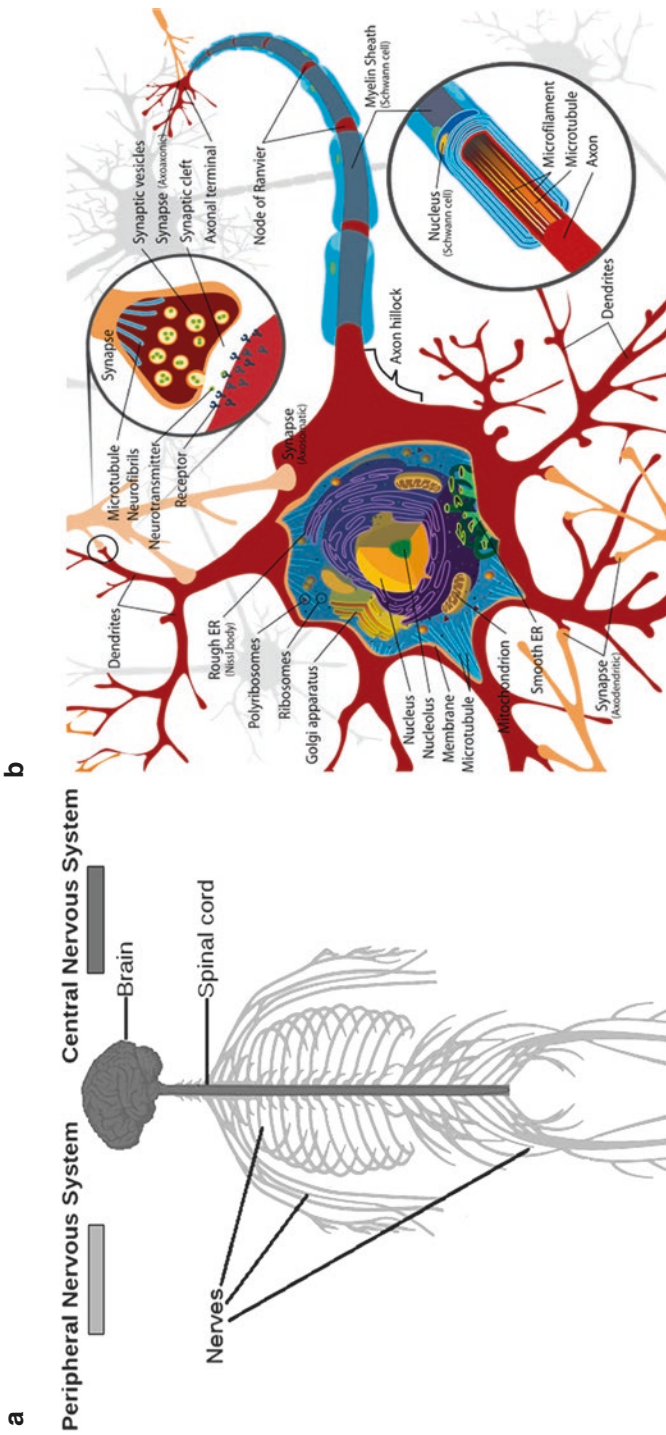 a
Peripheral Nervous System
Central Nervous System
Brain
Spinal cord
Nerves
b
Dendrites
Microtubule
Neurofibrils
Neurotransmitter
Receptor
Synapse
Synaptic vesicles
Synapse (Axoaxonic)
Synaptic cleft
Axonal terminal
Node of Ranvier
Myelin Sheath
(Schwann cell)
Synapse
(Axosomatic)
Axon hillock
Rough ER
(Nissl body)
Polyribosomes
Ribosomes
Golgi apparatus
Nucleus
Nucleolus
Membrane
Microtubule
Mitochondrion
Smooth ER
Synapse
(Axodendritic)
Dendrites
Nucleus
(Schwann cell)
Microfilament
Microtubule
Axon